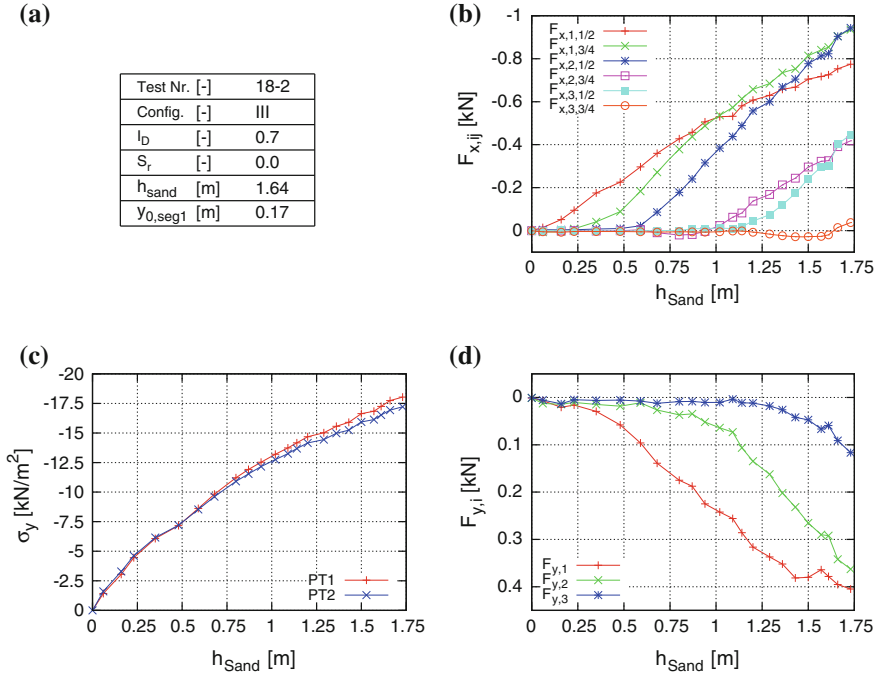 (a)
Test Nr. [-] 18-2
Config. [-] III
I_D [-] 0.7
S_r [-] 0.0
h_sand [m] 1.64
y_0,seg1 [m] 0.17
(b)
F_x,1,1/2
F_x,1,3/4
F_x,2,1/2
F_x,2,3/4
F_x,3,1/2
F_x,3,3/4
-1
-0.8
-0.6
-0.4
-0.2
0
F_x,ij [kN]
0 0.25 0.5 0.75 1 1.25 1.5 1.75
h_Sand [m]
(c)
-20
-17.5
-15
-12.5
-10
-7.5
-5
-2.5
0
σ_y [kN/m²]
PT1
PT2
0 0.25 0.5 0.75 1 1.25 1.5 1.75
h_Sand [m]
(d)
0
0.1
0.2
0.3
0.4
F_y,i [kN]
F_y,1
F_y,2
F_y,3
0 0.25 0.5 0.75 1 1.25 1.5 1.75
h_Sand [m]